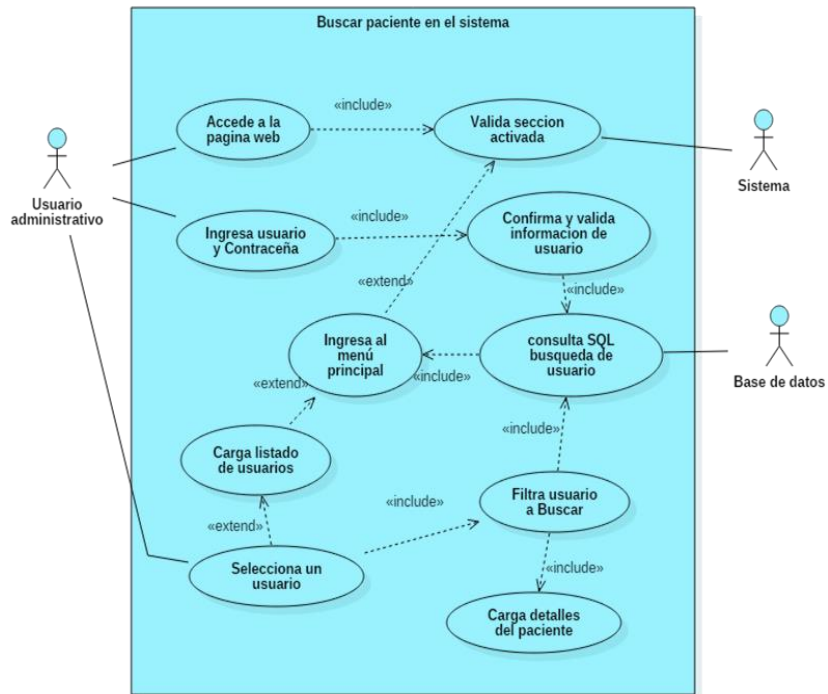 Buscar paciente en el sistema
«include»
Accede a la
pagina web
Valida seccion
activada
Sistema
Usuario
administrativo
«include»
Ingresa usuario
y Contraceña
Confirma y valida
informacion de
usuario
«extend»
«include»
Ingresa al
menú
principal
consulta SQL
busqueda de
usuario
Base de datos
«extend»
«include»
«include»
Carga listado
de usuarios
«include»
Filtra usuario
a Buscar
«extend»
«include»
Selecciona un
usuario
Carga detalles
del paciente